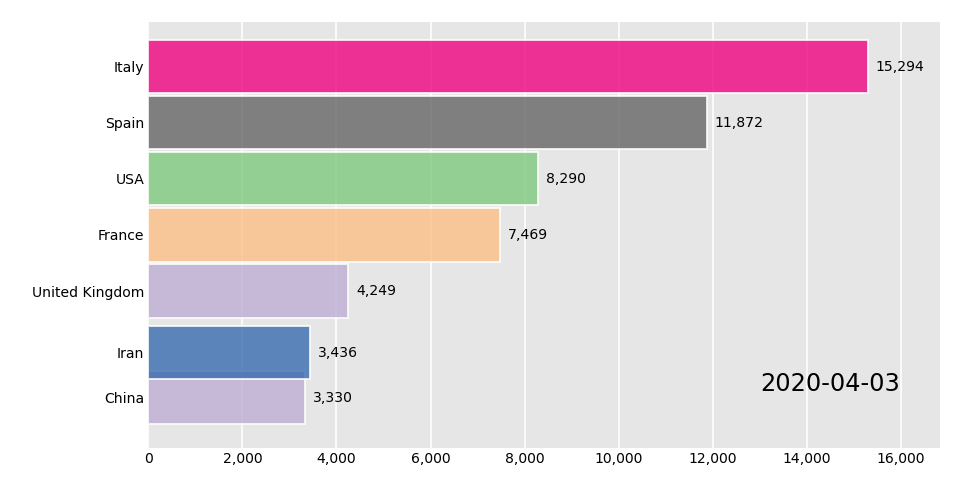 Italy 15,294
Spain 11,872
USA 8,290
France 7,469
United Kingdom 4,249
Iran 3,436
2020-04-03
China 3,330
0 2,000 4,000 6,000 8,000 10,000 12,000 14,000 16,000